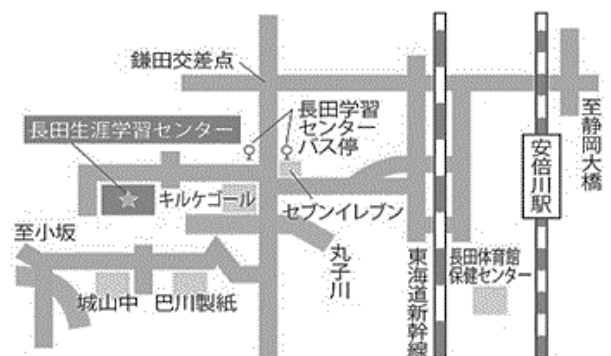 鎌田交差点
長田学習
センター
バス停
長田生涯学習センター
至静岡大橋
安倍川駅
キルケゴール
セブンイレブン
至小坂
丸子川
東海道新幹線
長田体育館
保健センター
城山中
巴川製紙